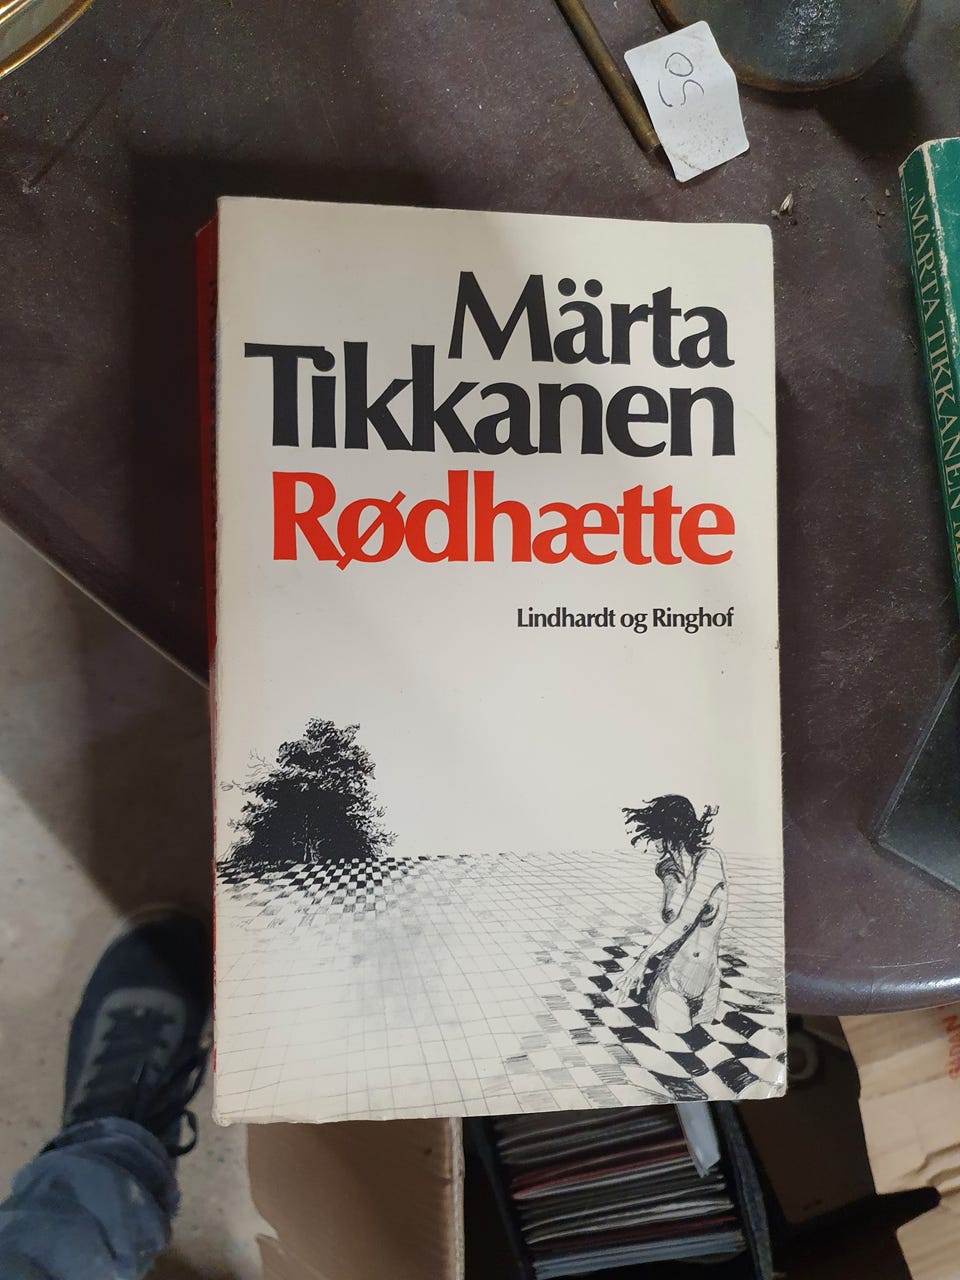 50
Märta
Tikkanen
Rødhætte
Lindhardt og Ringhof
MÄRTA TIKKANEN